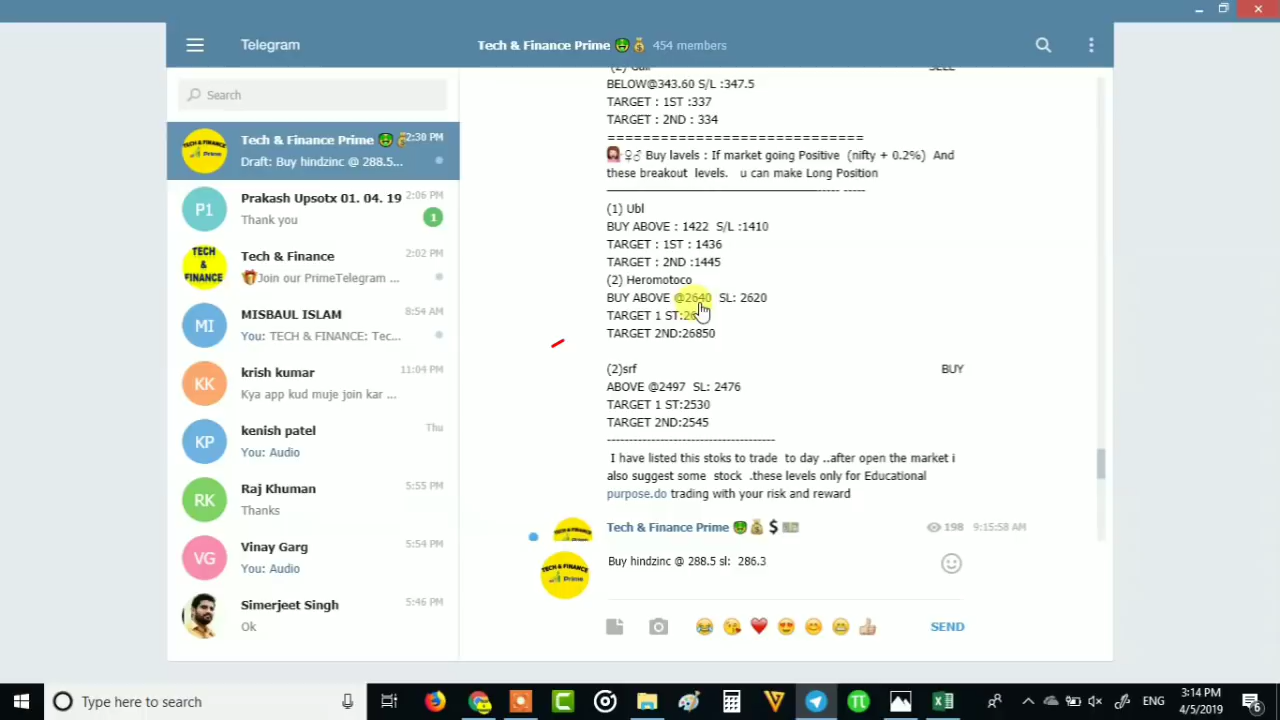 Telegram
Tech & Finance Prime 🤑💰 454 members
Search
Tech & Finance Prime 🤑💰 2:30 PM
Draft: Buy hindzinc @ 288.5...
P1
Prakash Upsotx 01. 04. 19 2:06 PM
Thank you 1
TECH & FINANCE
Tech & Finance 2:02 PM
🎁Join our PrimeTelegram ...
MI
MISBAUL ISLAM 8:54 AM
You: TECH & FINANCE: Tec...
KK
krish kumar 11:04 PM
Kya app kud muje join kar ...
KP
kenish patel Thu
You: Audio
RK
Raj Khuman 5:55 PM
Thanks
VG
Vinay Garg 5:54 PM
You: Audio
Simerjeet Singh 5:46 PM
Ok
BELOW@343.60 S/L :347.5
TARGET : 1ST :337
TARGET : 2ND : 334
============================
Buy lavels : If market going Positive (nifty + 0.2%) And
these breakout levels. u can make Long Position
(1) Ubl
BUY ABOVE : 1422 S/L :1410
TARGET : 1ST : 1436
TARGET : 2ND :1445
(2) Heromotoco
BUY ABOVE @2640 SL: 2620
TARGET 1 ST:
TARGET 2ND:26850
(2)srf BUY
ABOVE @2497 SL: 2476
TARGET 1 ST:2530
TARGET 2ND:2545
--------------------------------------
I have listed this stoks to trade to day ..after open the market i
also suggest some stock .these levels only for Educational
purpose.do trading with your risk and reward
Tech & Finance Prime 🤑💰 $ 💵 198 9:15:58 AM
Buy hindzinc @ 288.5 sl: 286.3
SEND
Type here to search
ENG
3:14 PM
4/5/2019
6